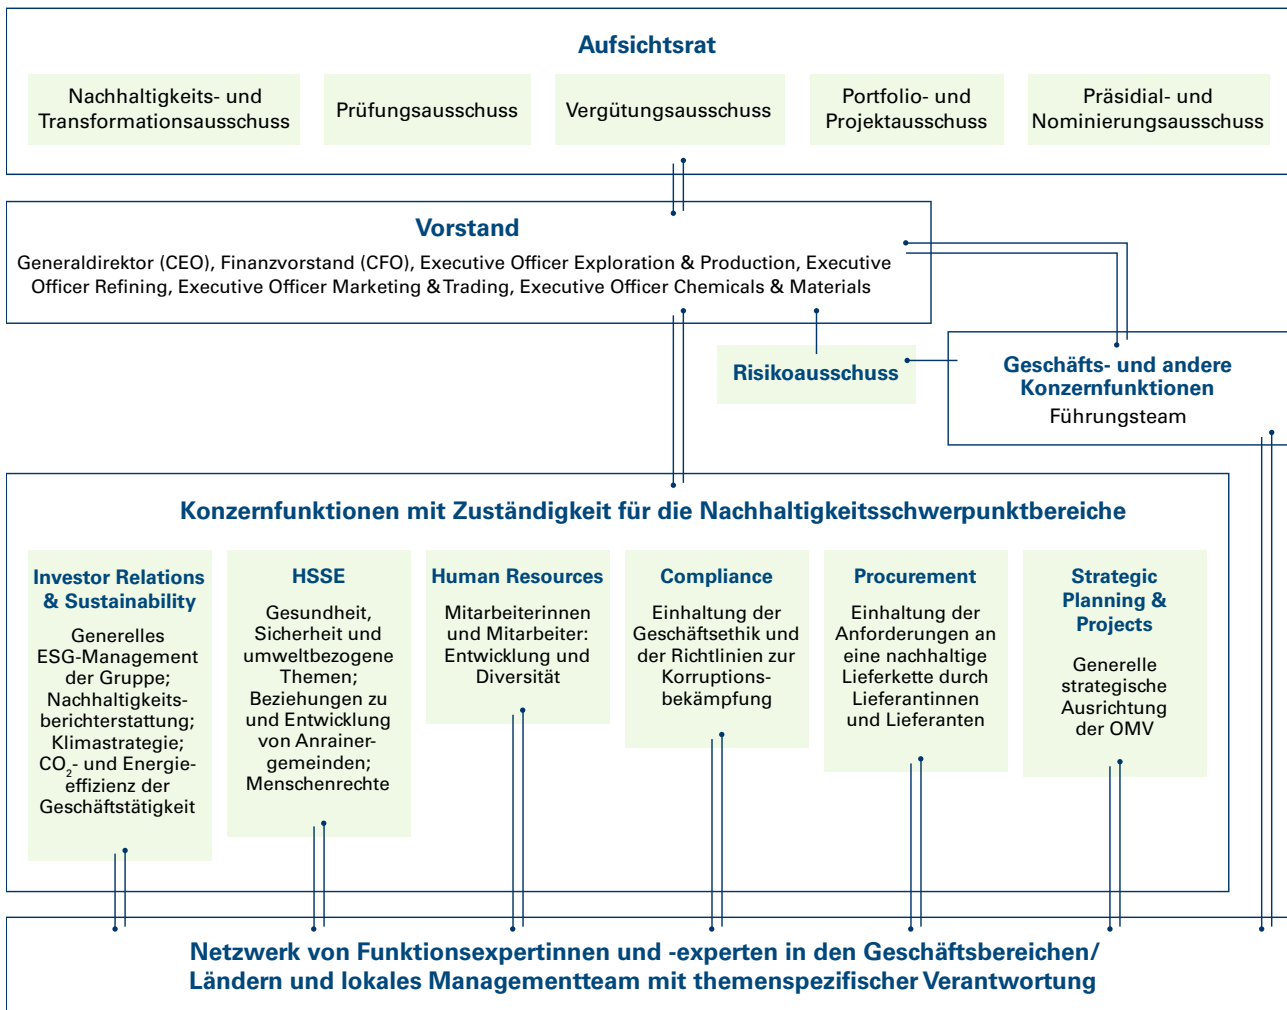 Aufsichtsrat
Nachhaltigkeits- und
Transformationsausschuss
Prüfungsausschuss
Vergütungsausschuss
Portfolio- und
Projektausschuss
Präsidial- und
Nominierungsausschuss
Vorstand
Generaldirektor (CEO), Finanzvorstand (CFO), Executive Officer Exploration & Production, Executive
Officer Refining, Executive Officer Marketing & Trading, Executive Officer Chemicals & Materials
Risikoausschuss
Geschäfts- und andere
Konzernfunktionen
Führungsteam
Konzernfunktionen mit Zuständigkeit für die Nachhaltigkeitsschwerpunktbereiche
Investor Relations
& Sustainability
Generelles
ESG-Management
der Gruppe;
Nachhaltigkeits-
berichterstattung;
Klimastrategie;
CO₂- und Energie-
effizienz der
Geschäftstätigkeit
HSSE
Gesundheit,
Sicherheit und
umweltbezogene
Themen;
Beziehungen zu
und Entwicklung
von Anrainer-
gemeinden;
Menschenrechte
Human Resources
Mitarbeiterinnen
und Mitarbeiter:
Entwicklung und
Diversität
Compliance
Einhaltung der
Geschäftsethik und
der Richtlinien zur
Korruptions-
bekämpfung
Procurement
Einhaltung der
Anforderungen an
eine nachhaltige
Lieferkette durch
Lieferantinnen
und Lieferanten
Strategic
Planning &
Projects
Generelle
strategische
Ausrichtung
der OMV
Netzwerk von Funktionsexpertinnen und -experten in den Geschäftsbereichen/
Ländern und lokales Managementteam mit themenspezifischer Verantwortung